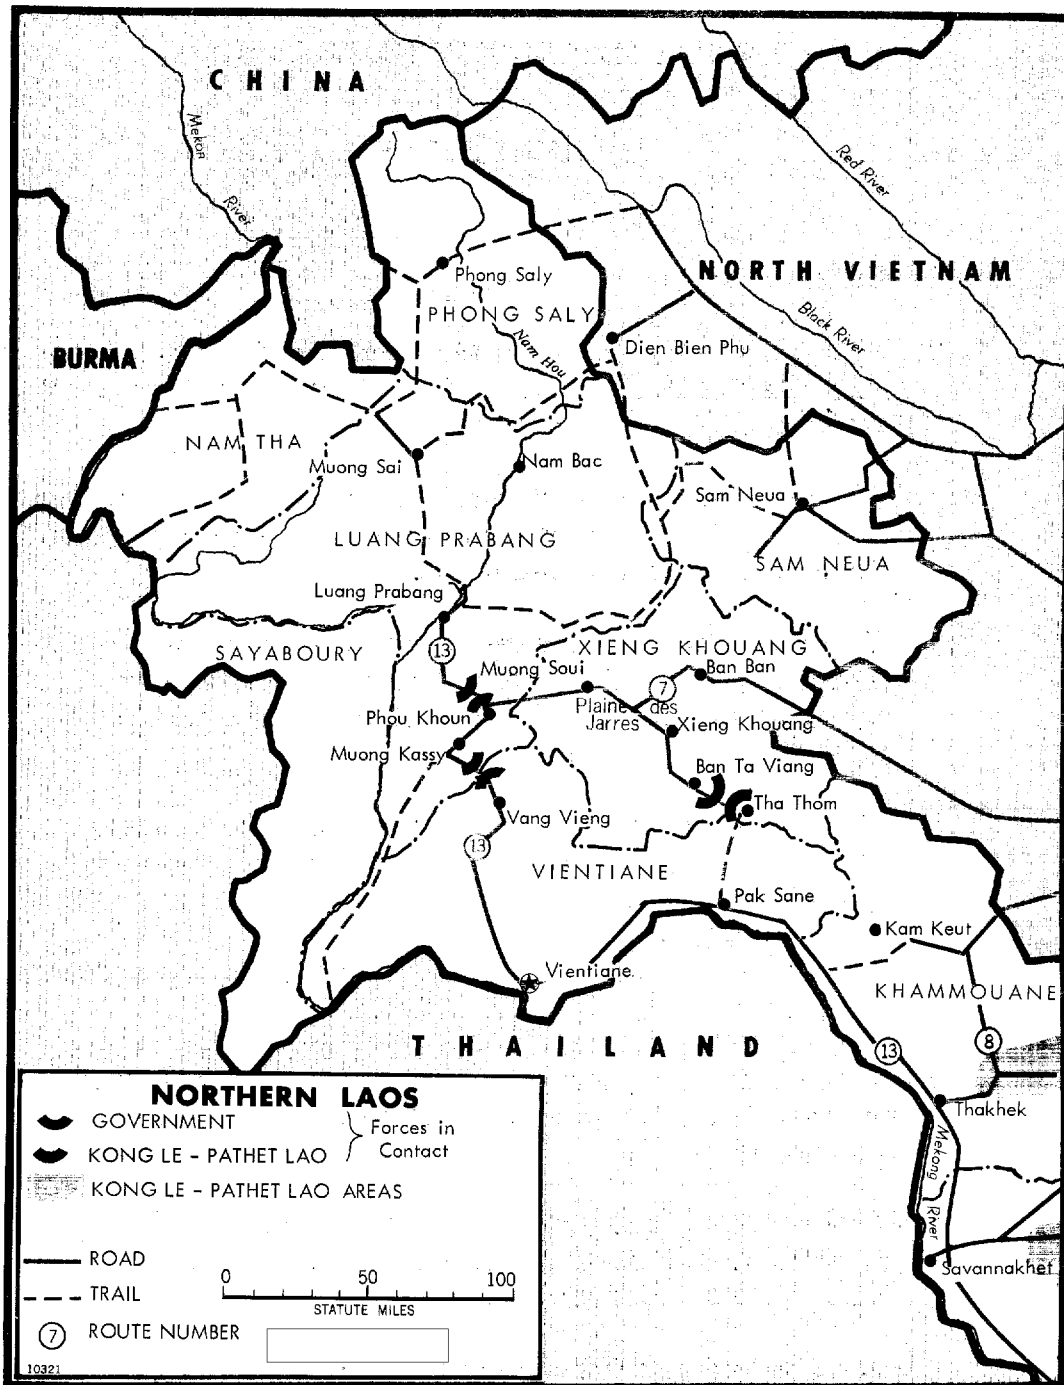 CHINA
Mekon
River
Red River
NORTH VIETNAM
Phong Saly
PHONG SALY
Nam Hou
Black River
BURMA
Dien Bien Phu
NAM THA
Muong Sai
Nam Bac
Sam Neua
LUANG PRABANG
SAM NEUA
Luang Prabang
SAYABOURY
13
XIENG KHOUANG
Muong Soui
Ban Ban
7
Plaine des
Jarres
Phou Khoun
Xieng Khouang
Muong Kassy
Ban Ta Viang
Tha Thom
Vang Vieng
13
VIENTIANE
Pak Sane
Kam Keut
Vientiane
KHAMMOUANE
THAILAND
13
8
Thakhek
Mekong
River
Savannakhet
NORTHERN LAOS
GOVERNMENT
KONG LE - PATHET LAO
Forces in
Contact
KONG LE - PATHET LAO AREAS
ROAD
TRAIL
0 50 100
STATUTE MILES
7 ROUTE NUMBER
10321